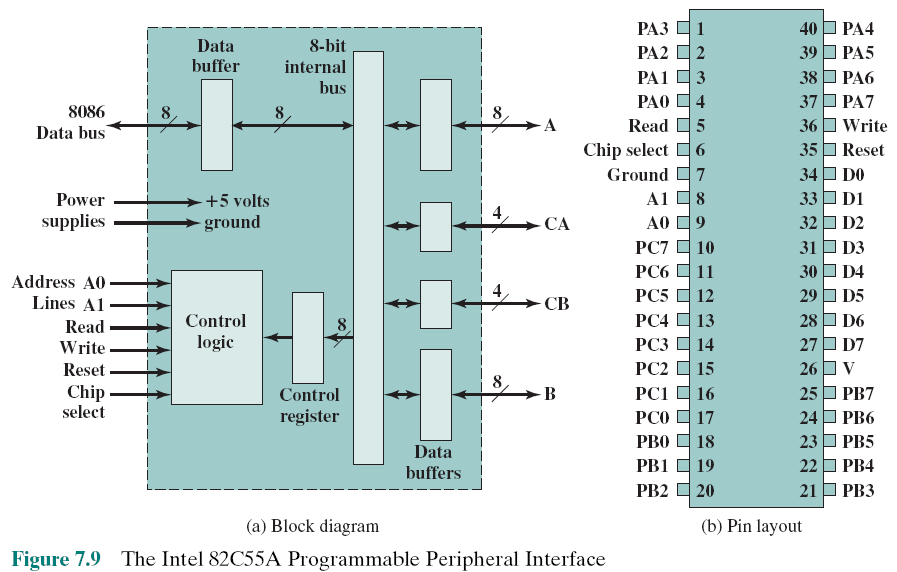 Data
buffer
8-bit
internal
bus
8086
Data bus
8
8
8
A
Power
supplies
+5 volts
ground
4
CA
Address A0
Lines A1
Read
Write
Reset
Chip
select
Control
logic
8
Control
register
4
CB
8
B
Data
buffers
(a) Block diagram
PA3 1 40 PA4
PA2 2 39 PA5
PA1 3 38 PA6
PA0 4 37 PA7
Read 5 36 Write
Chip select 6 35 Reset
Ground 7 34 D0
A1 8 33 D1
A0 9 32 D2
PC7 10 31 D3
PC6 11 30 D4
PC5 12 29 D5
PC4 13 28 D6
PC3 14 27 D7
PC2 15 26 V
PC1 16 25 PB7
PC0 17 24 PB6
PB0 18 23 PB5
PB1 19 22 PB4
PB2 20 21 PB3
(b) Pin layout
Figure 7.9 The Intel 82C55A Programmable Peripheral Interface